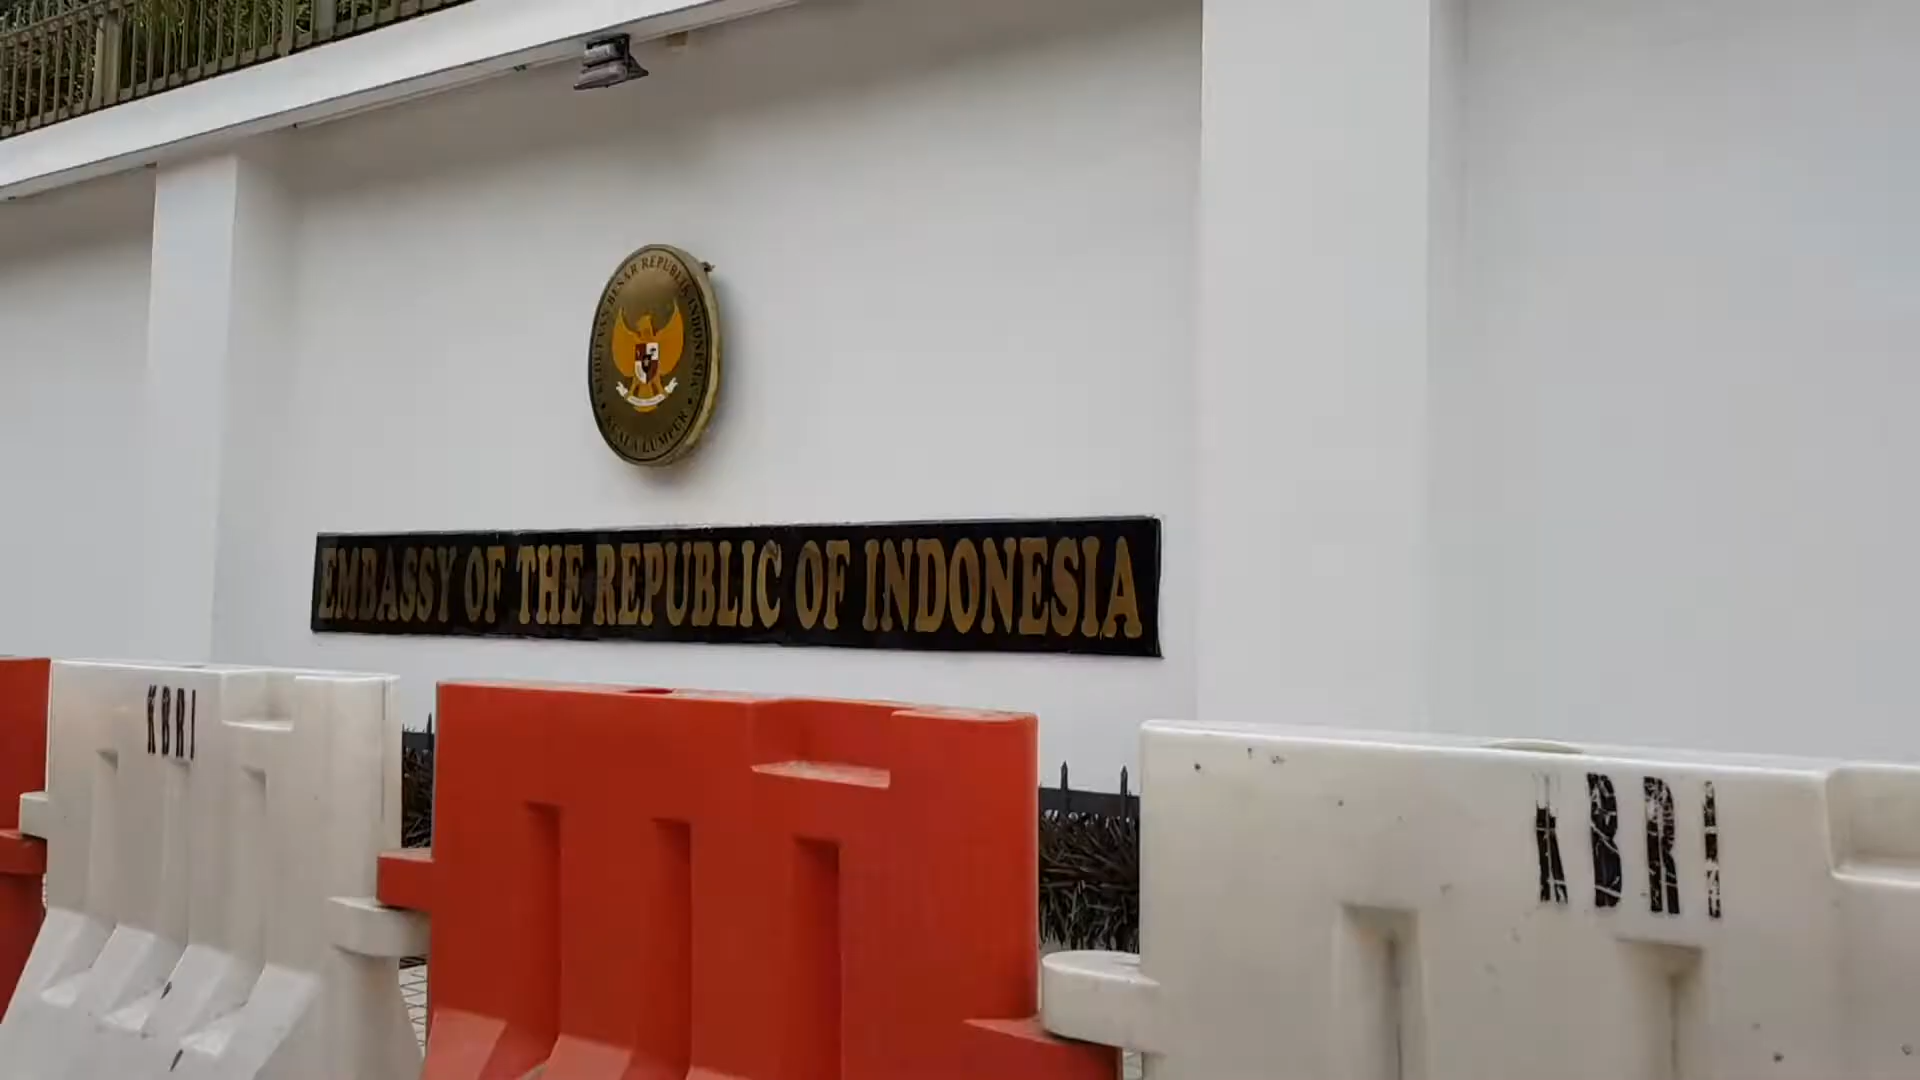 KEDUTAAN BESAR REPUBLIK INDONESIA
KUALA LUMPUR
EMBASSY OF THE REPUBLIC OF INDONESIA
KBRI
KBRI